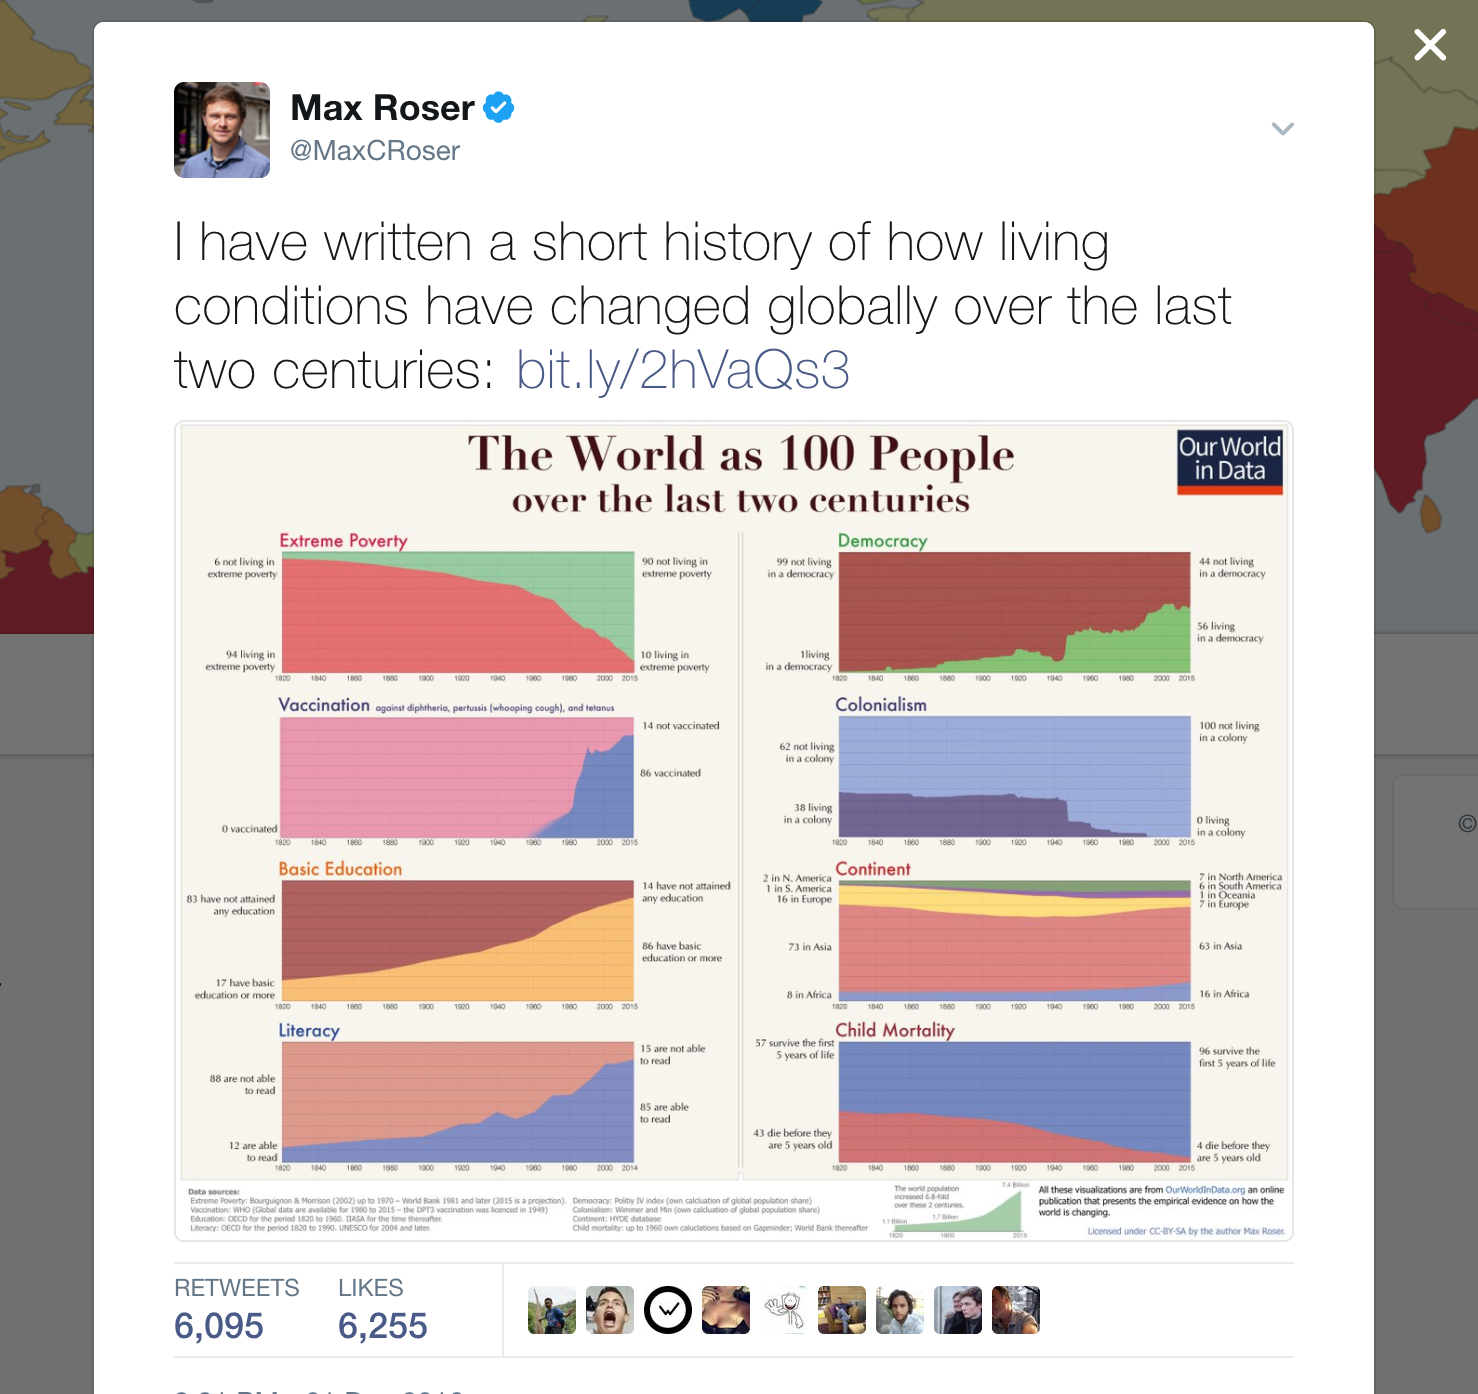 Max Roser
@MaxCRoser
I have written a short history of how living
conditions have changed globally over the last
two centuries: bit.ly/2hVaQs3
The World as 100 People
over the last two centuries
Our World
in Data
Extreme Poverty
6 not living in
extreme poverty
94 living in
extreme poverty
90 not living in
extreme poverty
10 living in
extreme poverty
1820 1840 1860 1880 1900 1920 1940 1960 1980 2000 2015
Vaccination against diphtheria, pertussis (whooping cough), and tetanus
0 vaccinated
14 not vaccinated
86 vaccinated
1820 1840 1860 1880 1900 1920 1940 1960 1980 2000 2015
Basic Education
83 have not attained
any education
17 have basic
education or more
14 have not attained
any education
86 have basic
education or more
1820 1840 1860 1880 1900 1920 1940 1960 1980 2000 2015
Literacy
88 are not able
to read
12 are able
to read
15 are not able
to read
85 are able
to read
1820 1840 1860 1880 1900 1920 1940 1960 1980 2000 2014
Democracy
99 not living
in a democracy
1living
in a democracy
44 not living
in a democracy
56 living
in a democracy
1820 1840 1860 1880 1900 1920 1940 1960 1980 2000 2015
Colonialism
62 not living
in a colony
38 living
in a colony
100 not living
in a colony
0 living
in a colony
1820 1840 1860 1880 1900 1920 1940 1960 1980 2000 2015
Continent
2 in N. America
1 in S. America
16 in Europe
73 in Asia
8 in Africa
7 in North America
6 in South America
1 in Oceania
7 in Europe
63 in Asia
16 in Africa
1820 1840 1860 1880 1900 1920 1940 1960 1980 2000 2015
Child Mortality
57 survive the first
5 years of life
43 die before they
are 5 years old
96 survive the
first 5 years of life
4 die before they
are 5 years old
1820 1840 1860 1880 1900 1920 1940 1960 1980 2000 2015
Data sources:
Extreme Poverty: Bourguignon & Morrison (2002) up to 1970 – World Bank 1981 and later (2015 is a projection).
Vaccination: WHO (Global data are available for 1980 to 2015 – the DPT3 vaccination was licenced in 1949)
Education: OECD for the period 1820 to 1960. IIASA for the time thereafter.
Literacy: OECD for the period 1820 to 1990. UNESCO for 2004 and later.
Democracy: Politiy IV index (own calcluation of global population share)
Colonialism: Wimmer and Min (own calcluation of global population share)
Continent: HYDE database
Child mortality: up to 1960 own caluclations based on Gapminder; World Bank thereafter
The world population
increased 6.8-fold
over these 2 centuries.
7.4 Billion
1.7 Billion
1.1 Billion
1820 1900 2015
All these visualizations are from OurWorldInData.org an online
publication that presents the empirical evidence on how the
world is changing.
Licensed under CC-BY-SA by the author Max Roser.
RETWEETS LIKES
6,095 6,255
©